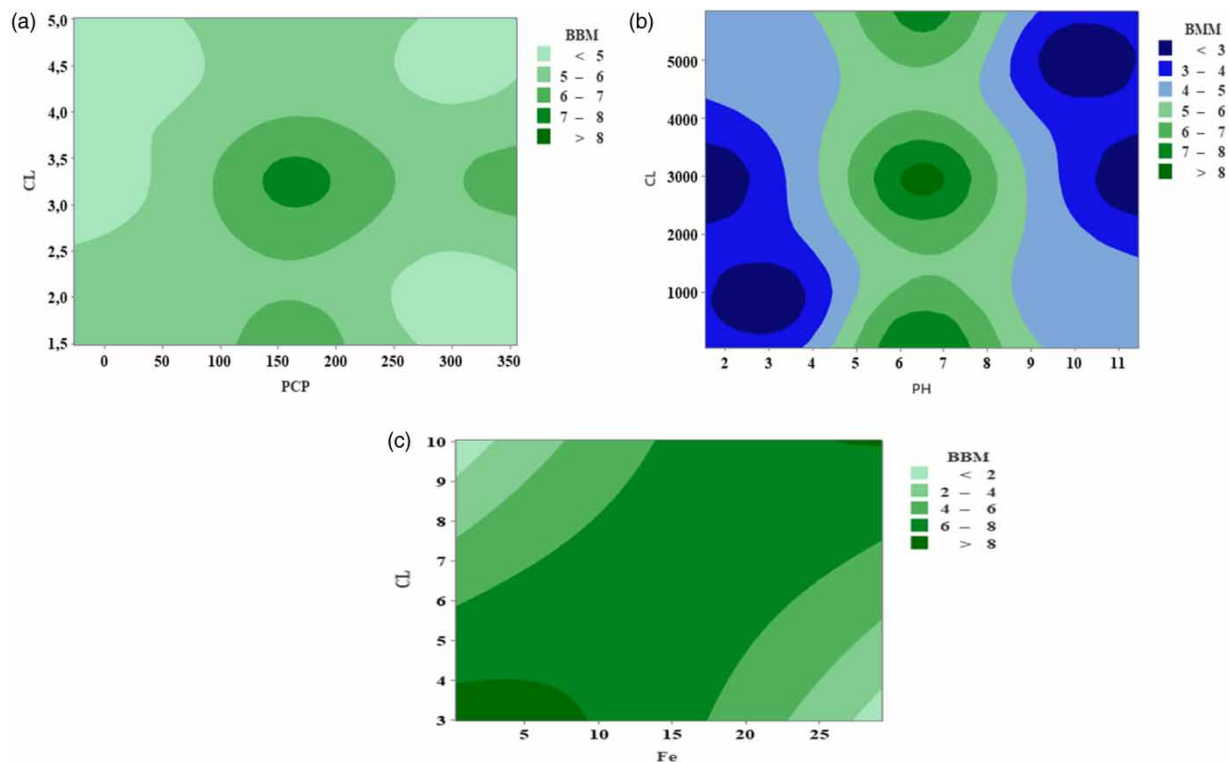 (a)
BBM
< 5
5 – 6
6 – 7
7 – 8
> 8
CL
5,0
4,5
4,0
3,5
3,0
2,5
2,0
1,5
0 50 100 150 200 250 300 350
PCP
(b)
BMM
< 3
3 – 4
4 – 5
5 – 6
6 – 7
7 – 8
> 8
CL
5000
4000
3000
2000
1000
2 3 4 5 6 7 8 9 10 11
PH
(c)
BBM
< 2
2 – 4
4 – 6
6 – 8
> 8
CL
10
9
8
7
6
5
4
3
5 10 15 20 25
Fe